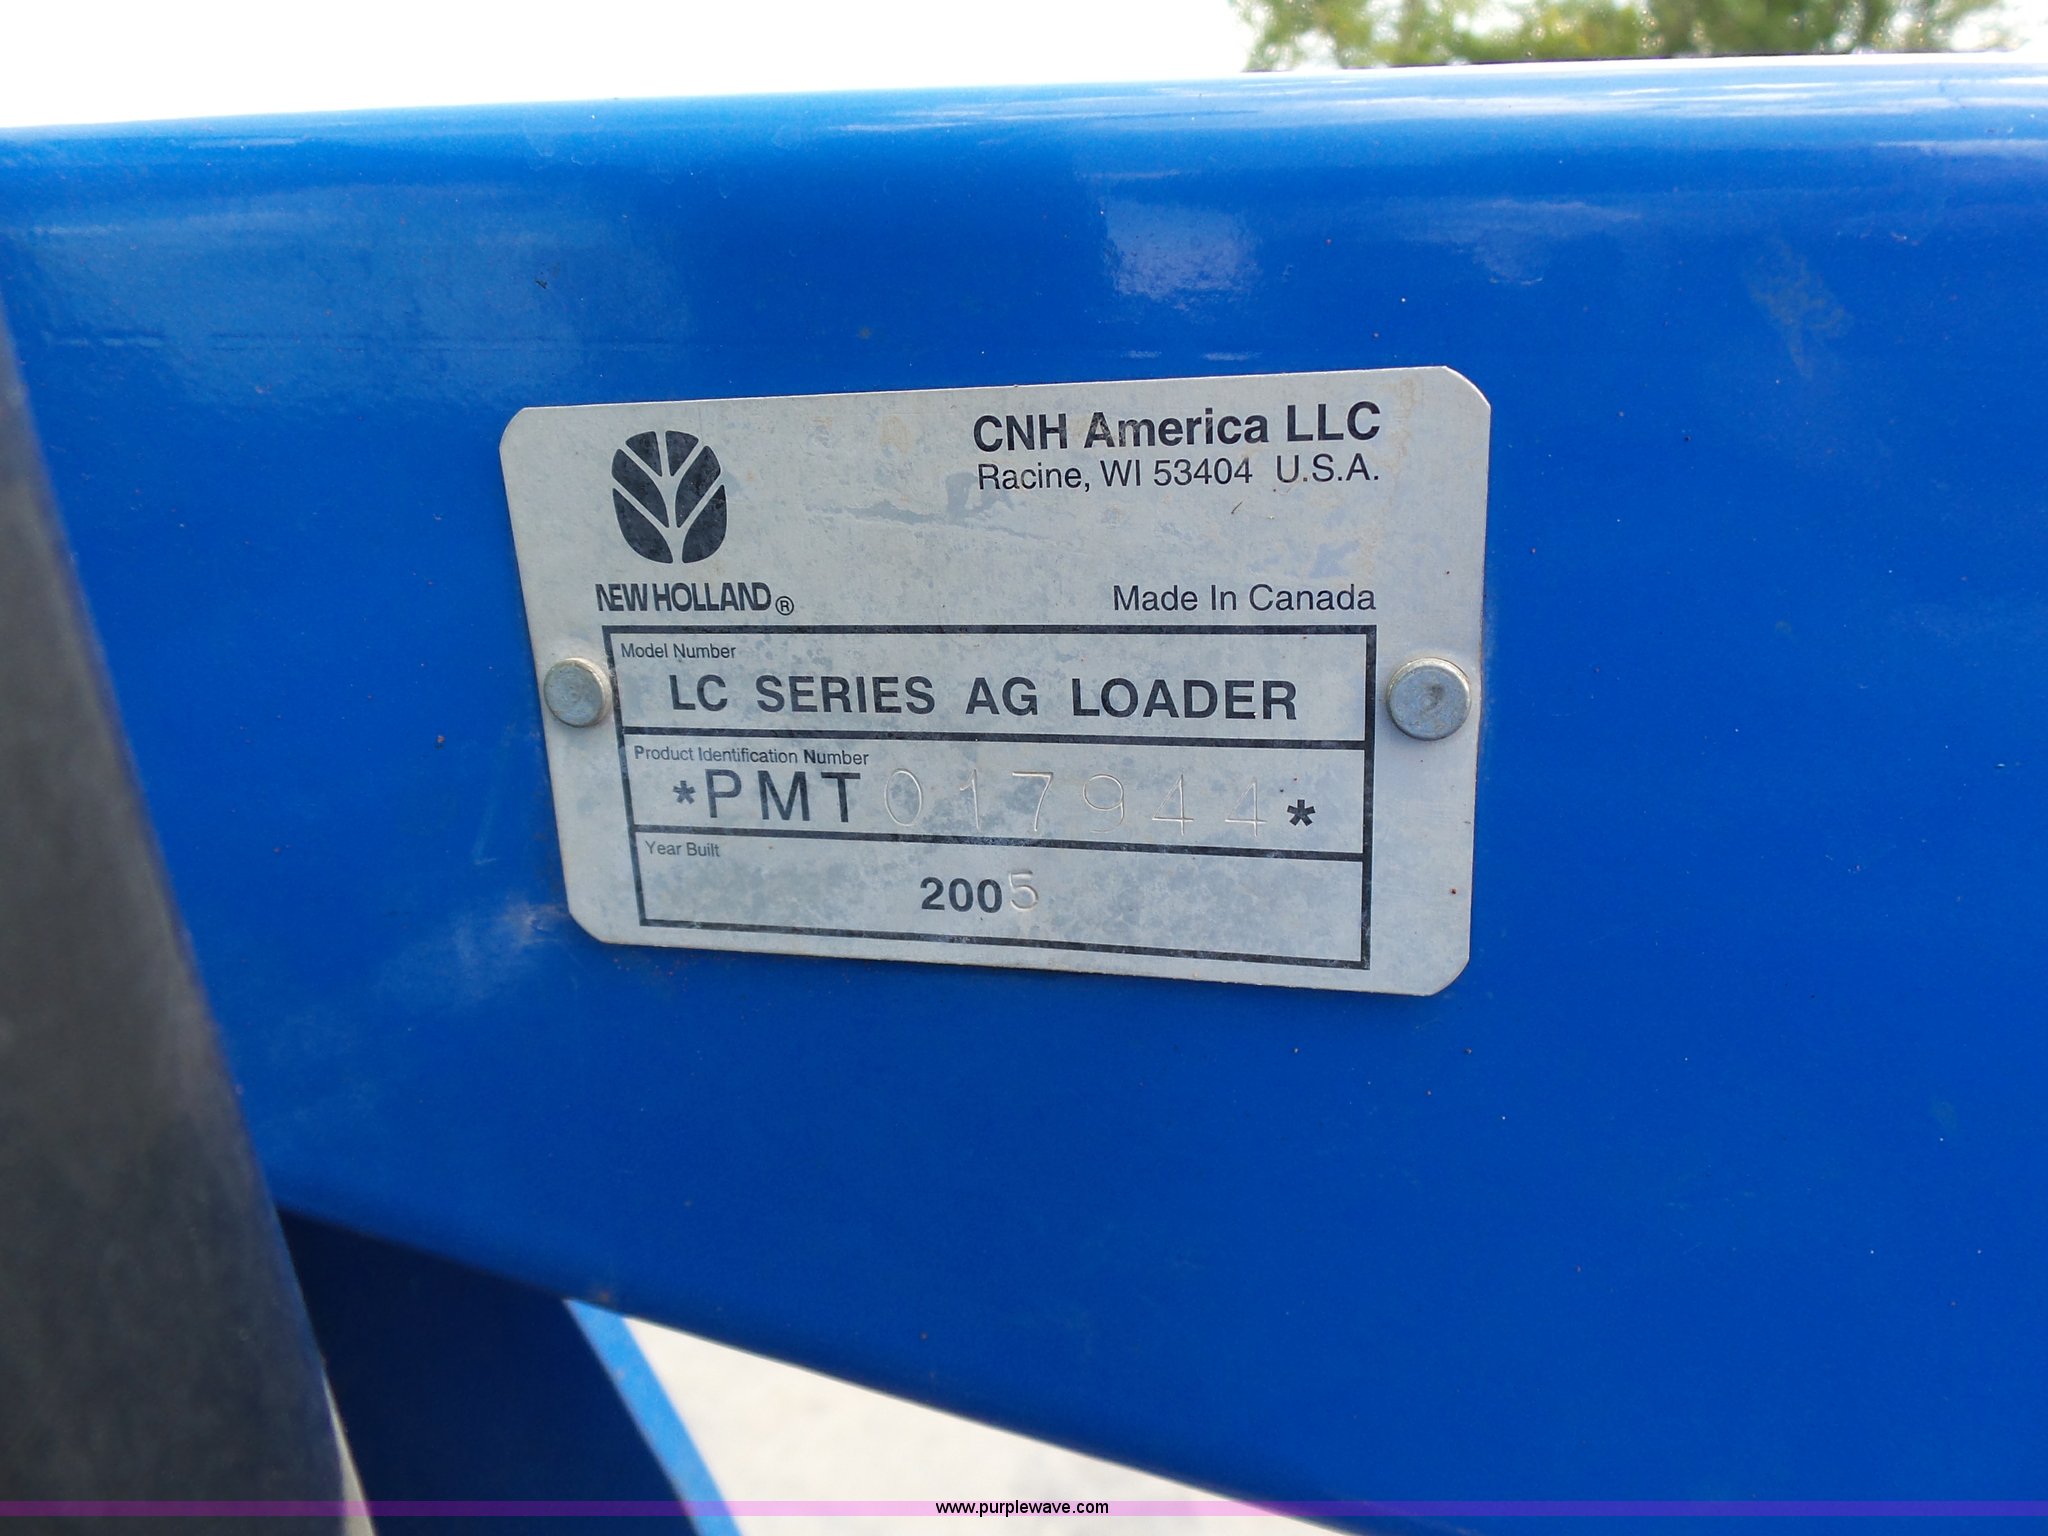 CNH America LLC
Racine, WI 53404 U.S.A.
NEW HOLLAND®
Made In Canada
Model Number
LC SERIES AG LOADER
Product Identification Number
*PMT017944*
Year Built
2005
www.purplewave.com